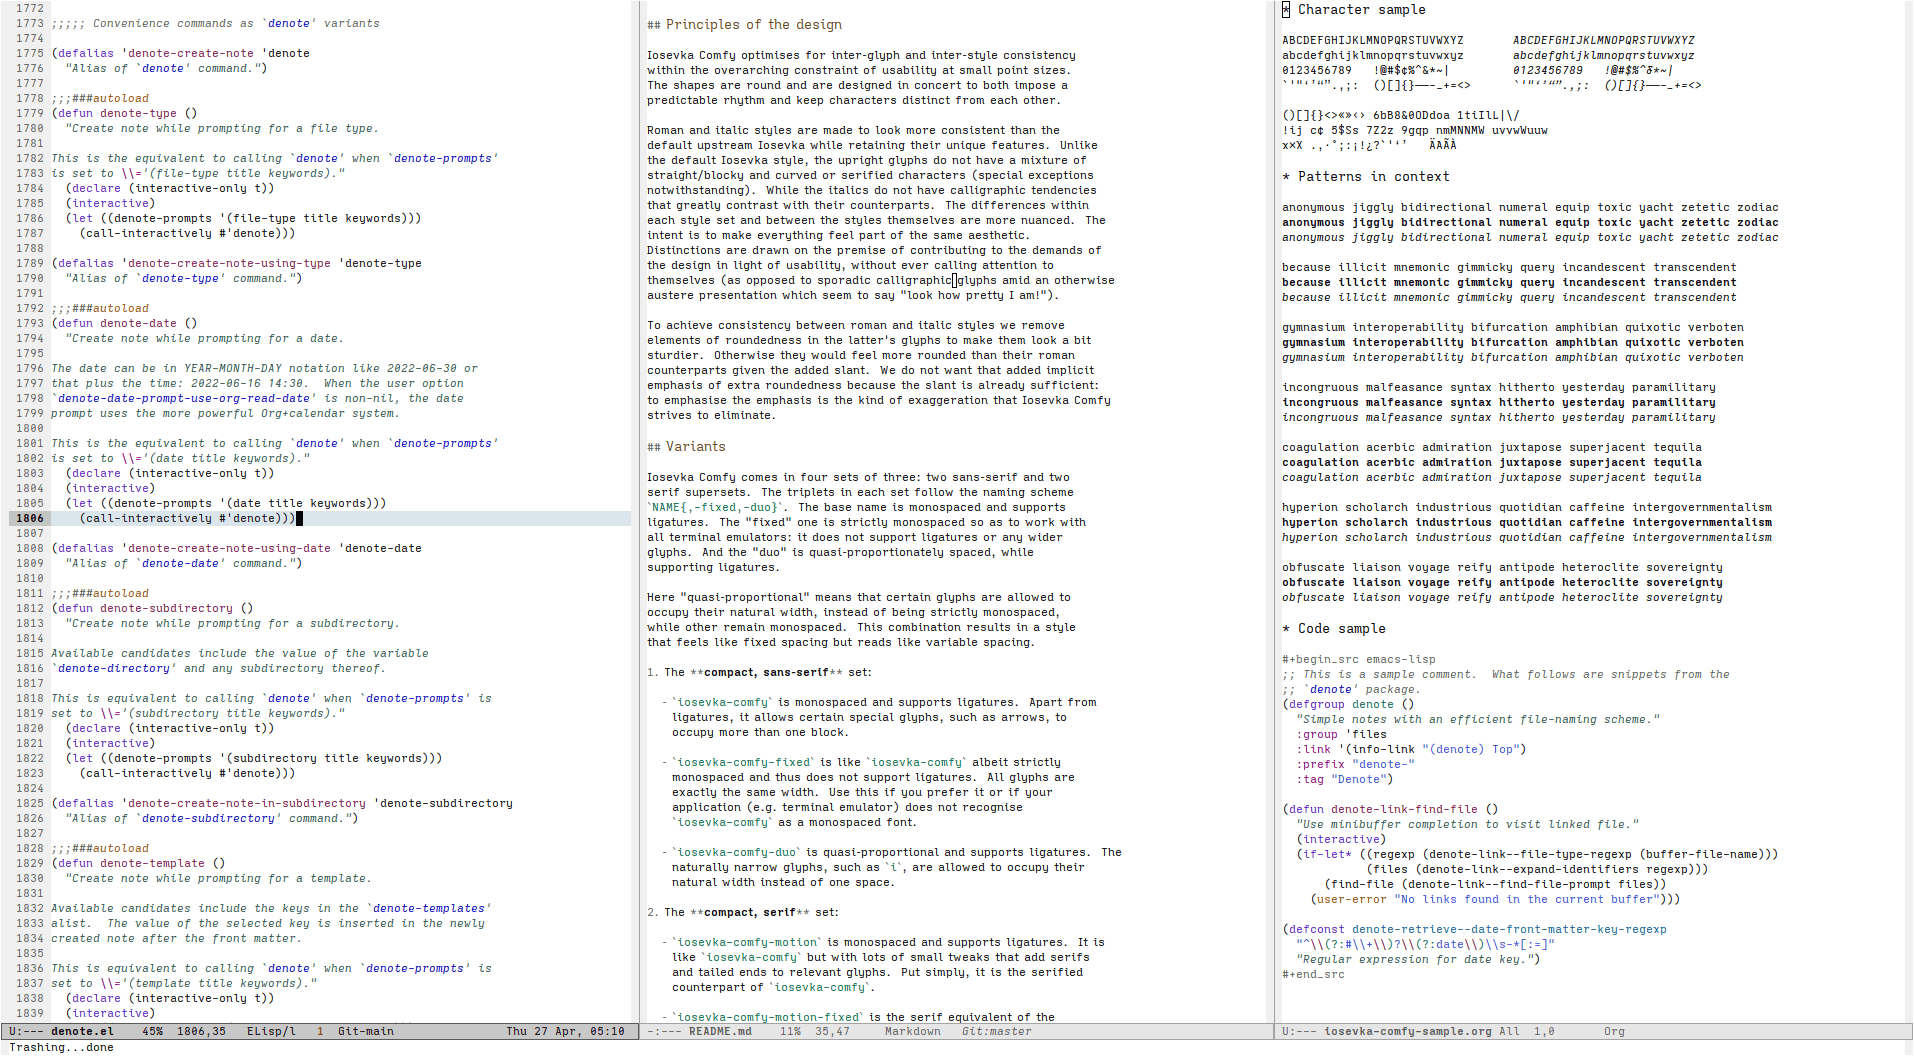 1772
1773 ;;;;; Convenience commands as `denote' variants
1774
1775 (defalias 'denote-create-note 'denote
1776   "Alias of `denote' command.")
1777
1778 ;;;###autoload
1779 (defun denote-type ()
1780   "Create note while prompting for a file type.
1781
1782 This is the equivalent to calling `denote' when `denote-prompts'
1783 is set to \\='(file-type title keywords)."
1784   (declare (interactive-only t))
1785   (interactive)
1786   (let ((denote-prompts '(file-type title keywords)))
1787     (call-interactively #'denote)))
1788
1789 (defalias 'denote-create-note-using-type 'denote-type
1790   "Alias of `denote-type' command.")
1791
1792 ;;;###autoload
1793 (defun denote-date ()
1794   "Create note while prompting for a date.
1795
1796 The date can be in YEAR-MONTH-DAY notation like 2022-06-30 or
1797 that plus the time: 2022-06-16 14:30.  When the user option
1798 `denote-date-prompt-use-org-read-date' is non-nil, the date
1799 prompt uses the more powerful Org+calendar system.
1800
1801 This is the equivalent to calling `denote' when `denote-prompts'
1802 is set to \\='(date title keywords)."
1803   (declare (interactive-only t))
1804   (interactive)
1805   (let ((denote-prompts '(date title keywords)))
1806     (call-interactively #'denote)))
1807
1808 (defalias 'denote-create-note-using-date 'denote-date
1809   "Alias of `denote-date' command.")
1810
1811 ;;;###autoload
1812 (defun denote-subdirectory ()
1813   "Create note while prompting for a subdirectory.
1814
1815 Available candidates include the value of the variable
1816 `denote-directory' and any subdirectory thereof.
1817
1818 This is equivalent to calling `denote' when `denote-prompts' is
1819 set to \\='(subdirectory title keywords)."
1820   (declare (interactive-only t))
1821   (interactive)
1822   (let ((denote-prompts '(subdirectory title keywords)))
1823     (call-interactively #'denote)))
1824
1825 (defalias 'denote-create-note-in-subdirectory 'denote-subdirectory
1826   "Alias of `denote-subdirectory' command.")
1827
1828 ;;;###autoload
1829 (defun denote-template ()
1830   "Create note while prompting for a template.
1831
1832 Available candidates include the keys in the `denote-templates'
1833 alist.  The value of the selected key is inserted in the newly
1834 created note after the front matter.
1835
1836 This is equivalent to calling `denote' when `denote-prompts' is
1837 set to \\='(template title keywords)."
1838   (declare (interactive-only t))
1839   (interactive)
U:--- denote.el    45%  1806,35   ELisp/l   1  Git-main   Thu 27 Apr, 05:10
## Principles of the design

Iosevka Comfy optimises for inter-glyph and inter-style consistency
within the overarching constraint of usability at small point sizes.
The shapes are round and are designed in concert to both impose a
predictable rhythm and keep characters distinct from each other.

Roman and italic styles are made to look more consistent than the
default upstream Iosevka while retaining their unique features.  Unlike
the default Iosevka style, the upright glyphs do not have a mixture of
straight/blocky and curved or serified characters (special exceptions
notwithstanding).  While the italics do not have calligraphic tendencies
that greatly contrast with their counterparts.  The differences within
each style set and between the styles themselves are more nuanced.  The
intent is to make everything feel part of the same aesthetic.
Distinctions are drawn on the premise of contributing to the demands of
the design in light of usability, without ever calling attention to
themselves (as opposed to sporadic calligraphic glyphs amid an otherwise
austere presentation which seem to say "look how pretty I am!").

To achieve consistency between roman and italic styles we remove
elements of roundedness in the latter's glyphs to make them look a bit
sturdier.  Otherwise they would feel more rounded than their roman
counterparts given the added slant.  We do not want that added implicit
emphasis of extra roundedness because the slant is already sufficient:
to emphasise the emphasis is the kind of exaggeration that Iosevka Comfy
strives to eliminate.

## Variants

Iosevka Comfy comes in four sets of three: two sans-serif and two
serif supersets.  The triplets in each set follow the naming scheme
`NAME{,-fixed,-duo}`.  The base name is monospaced and supports
ligatures.  The "fixed" one is strictly monospaced so as to work with
all terminal emulators: it does not support ligatures or any wider
glyphs.  And the "duo" is quasi-proportionately spaced, while
supporting ligatures.

Here "quasi-proportional" means that certain glyphs are allowed to
occupy their natural width, instead of being strictly monospaced,
while other remain monospaced.  This combination results in a style
that feels like fixed spacing but reads like variable spacing.

1. The **compact, sans-serif** set:

  - `iosevka-comfy` is monospaced and supports ligatures.  Apart from
    ligatures, it allows certain special glyphs, such as arrows, to
    occupy more than one block.

  - `iosevka-comfy-fixed` is like `iosevka-comfy` albeit strictly
    monospaced and thus does not support ligatures.  All glyphs are
    exactly the same width.  Use this if you prefer it or if your
    application (e.g. terminal emulator) does not recognise
    `iosevka-comfy` as a monospaced font.

  - `iosevka-comfy-duo` is quasi-proportional and supports ligatures.  The
    naturally narrow glyphs, such as `i`, are allowed to occupy their
    natural width instead of one space.

2. The **compact, serif** set:

  - `iosevka-comfy-motion` is monospaced and supports ligatures.  It is
    like `iosevka-comfy` but with lots of small tweaks that add serifs
    and tailed ends to relevant glyphs.  Put simply, it is the serified
    counterpart of `iosevka-comfy`.

  - `iosevka-comfy-motion-fixed` is the serif equivalent of the
-:--- README.md    11%  35,47     Markdown   Git:master
* Character sample

ABCDEFGHIJKLMNOPQRSTUVWXYZ       ABCDEFGHIJKLMNOPQRSTUVWXYZ
abcdefghijklmnopqrstuvwxyz       abcdefghijklmnopqrstuvwxyz
0123456789   !@#$¢%^&*~|         0123456789   !@#$%^&*~|
`'"‘’“”.,;:  ()[]{}—-–_+=<>      `'"‘’“”.,;:  ()[]{}—-–_+=<>

()[]{}<>«»‹› 6bB8&0ODdoa 1tiIlL|\/
!ij c¢ 5$Ss 7Z2z 9gqp nmMNNMW uvvwWuuw
x×X .,·°;:¡!¿?`'‘’   ÄAÃÀ

* Patterns in context

anonymous jiggly bidirectional numeral equip toxic yacht zetetic zodiac
anonymous jiggly bidirectional numeral equip toxic yacht zetetic zodiac
anonymous jiggly bidirectional numeral equip toxic yacht zetetic zodiac

because illicit mnemonic gimmicky query incandescent transcendent
because illicit mnemonic gimmicky query incandescent transcendent
because illicit mnemonic gimmicky query incandescent transcendent

gymnasium interoperability bifurcation amphibian quixotic verboten
gymnasium interoperability bifurcation amphibian quixotic verboten
gymnasium interoperability bifurcation amphibian quixotic verboten

incongruous malfeasance syntax hitherto yesterday paramilitary
incongruous malfeasance syntax hitherto yesterday paramilitary
incongruous malfeasance syntax hitherto yesterday paramilitary

coagulation acerbic admiration juxtapose superjacent tequila
coagulation acerbic admiration juxtapose superjacent tequila
coagulation acerbic admiration juxtapose superjacent tequila

hyperion scholarch industrious quotidian caffeine intergovernmentalism
hyperion scholarch industrious quotidian caffeine intergovernmentalism
hyperion scholarch industrious quotidian caffeine intergovernmentalism

obfuscate liaison voyage reify antipode heteroclite sovereignty
obfuscate liaison voyage reify antipode heteroclite sovereignty
obfuscate liaison voyage reify antipode heteroclite sovereignty

* Code sample

#+begin_src emacs-lisp
;; This is a sample comment.  What follows are snippets from the
;; `denote' package.
(defgroup denote ()
  "Simple notes with an efficient file-naming scheme."
  :group 'files
  :link '(info-link "(denote) Top")
  :prefix "denote-"
  :tag "Denote")

(defun denote-link-find-file ()
  "Use minibuffer completion to visit linked file."
  (interactive)
  (if-let* ((regexp (denote-link--file-type-regexp (buffer-file-name)))
            (files (denote-link--expand-identifiers regexp)))
      (find-file (denote-link--find-file-prompt files))
    (user-error "No links found in the current buffer")))

(defconst denote-retrieve--date-front-matter-key-regexp
  "^\\(?:#\\+\\)?\\(?:date\\)\\s-*[:=]"
  "Regular expression for date key.")
#+end_src
U:--- iosevka-comfy-sample.org All  1,0       Org
Trashing...done